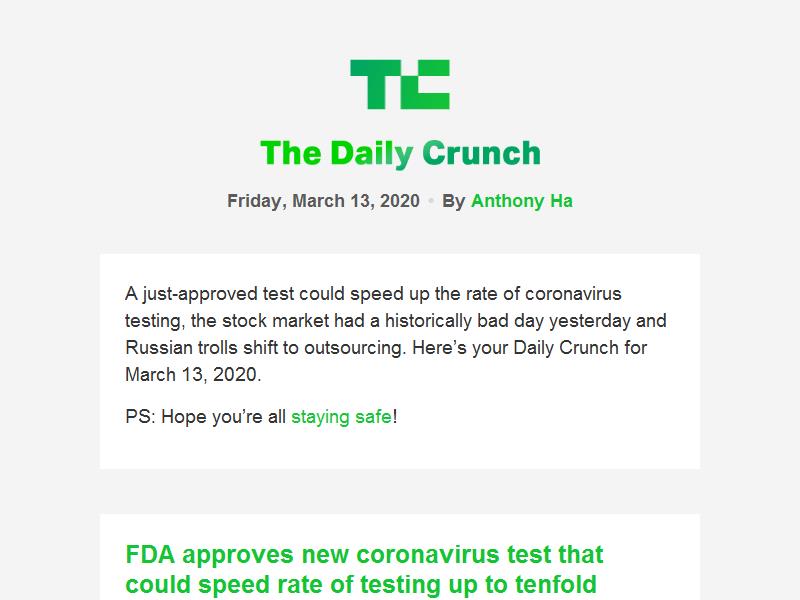 TC
The Daily Crunch
Friday, March 13, 2020 • By Anthony Ha
A just-approved test could speed up the rate of coronavirus
testing, the stock market had a historically bad day yesterday and
Russian trolls shift to outsourcing. Here’s your Daily Crunch for
March 13, 2020.
PS: Hope you’re all staying safe!
FDA approves new coronavirus test that
could speed rate of testing up to tenfold